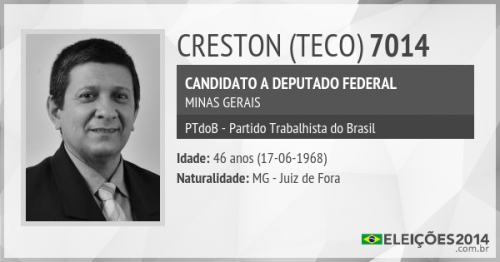 CRESTON (TECO) 7014
CANDIDATO A DEPUTADO FEDERAL
MINAS GERAIS
PTdoB - Partido Trabalhista do Brasil
Idade: 46 anos (17-06-1968)
Naturalidade: MG - Juiz de Fora
ELEIÇÕES2014
.com.br